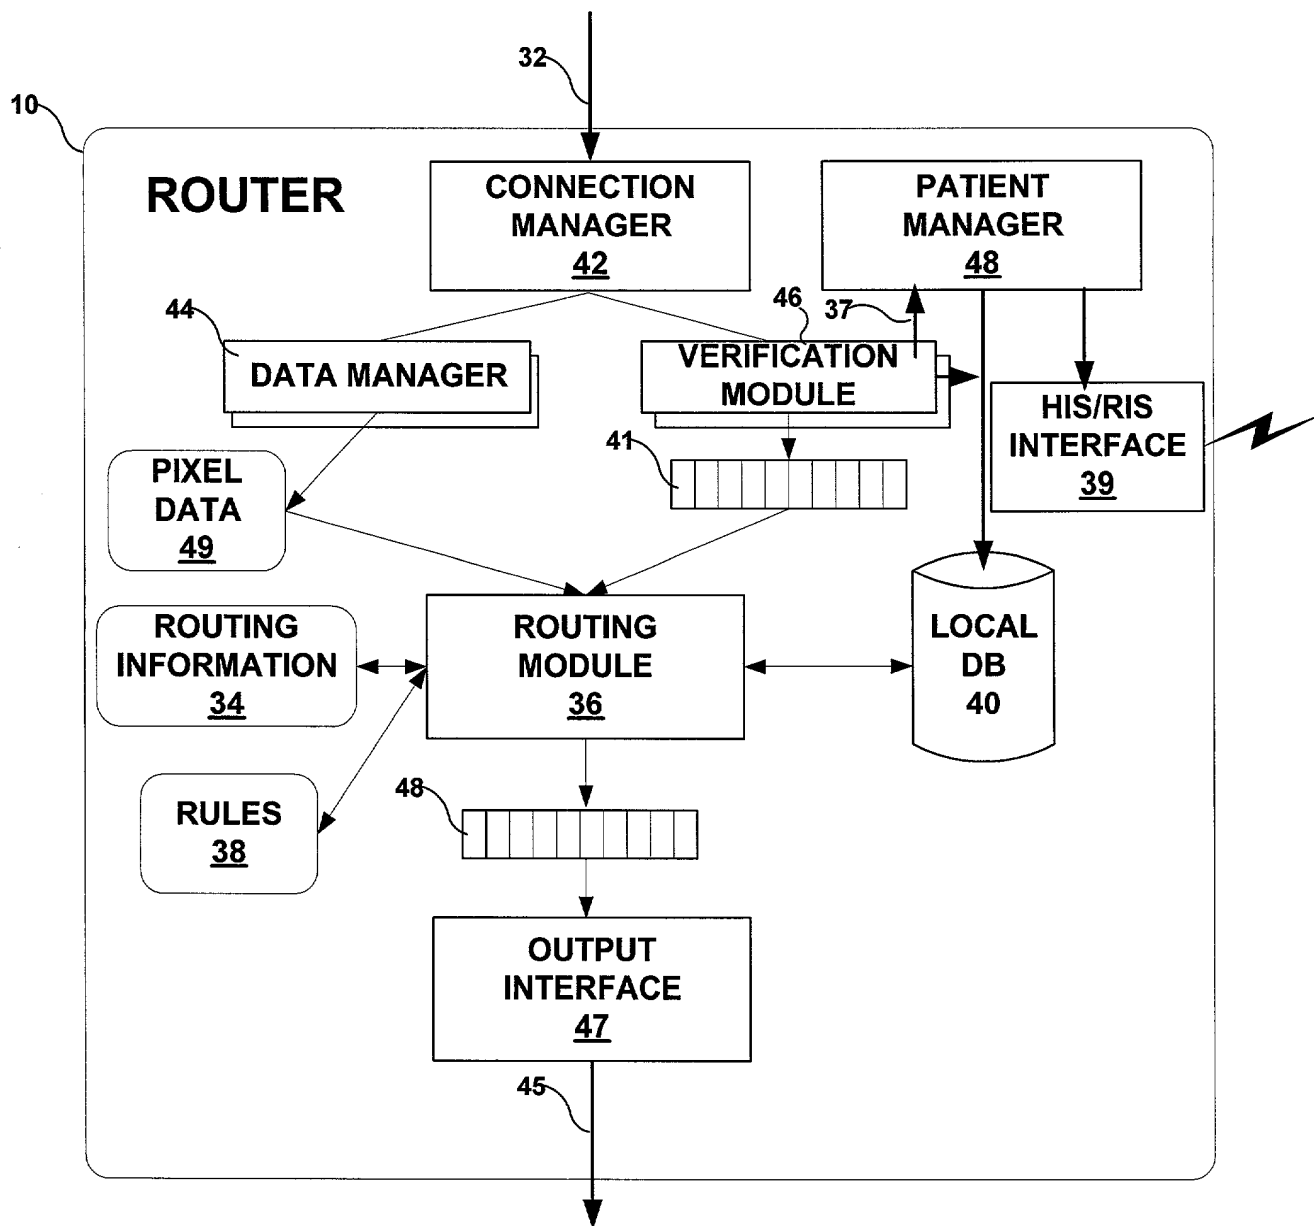 32
10
ROUTER
CONNECTION
MANAGER
42
PATIENT
MANAGER
48
44
DATA MANAGER
46
37
VERIFICATION
MODULE
HIS/RIS
INTERFACE
39
41
PIXEL
DATA
49
ROUTING
INFORMATION
34
ROUTING
MODULE
36
LOCAL
DB
40
RULES
38
48
OUTPUT
INTERFACE
47
45